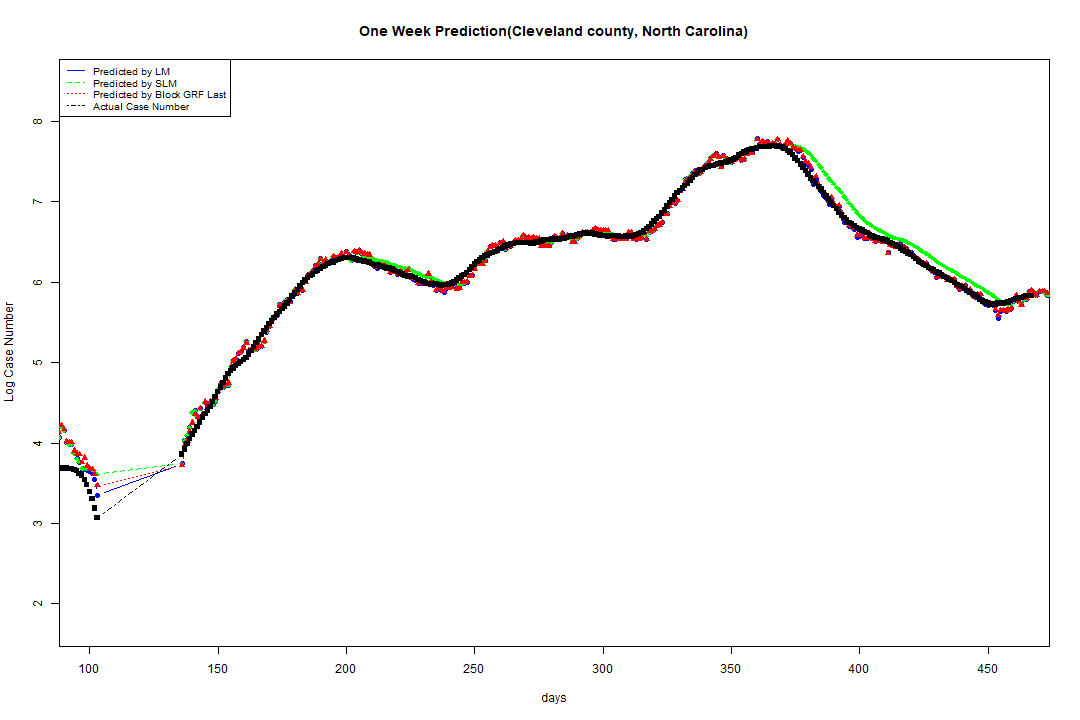 One Week Prediction(Cleveland county, North Carolina)
Predicted by LM
Predicted by SLM
Predicted by Block GRF Last
Actual Case Number
Log Case Number
8
7
6
5
4
3
2
100 150 200 250 300 350 400 450
days